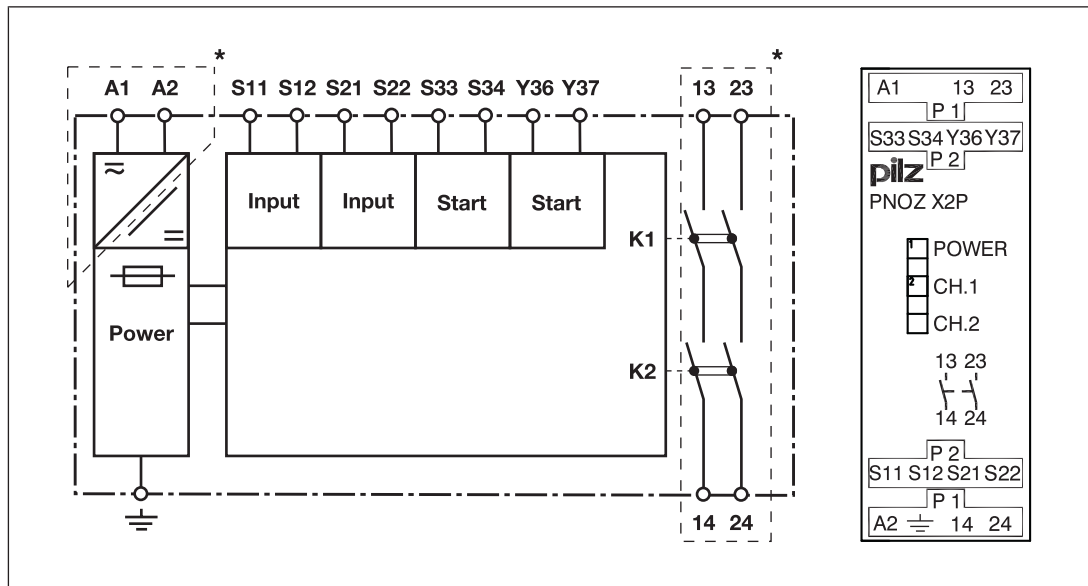 * *
A1 A2 S11 S12 S21 S22 S33 S34 Y36 Y37 13 23
Input Input Start Start
K1
Power
K2
14 24
A1 13 23
P 1
S33 S34 Y36 Y37
P 2
pilz
PNOZ X2P
1 POWER
2 CH.1
CH.2
13 23
14 24
P 2
S11 S12 S21 S22
P 1
A2 14 24